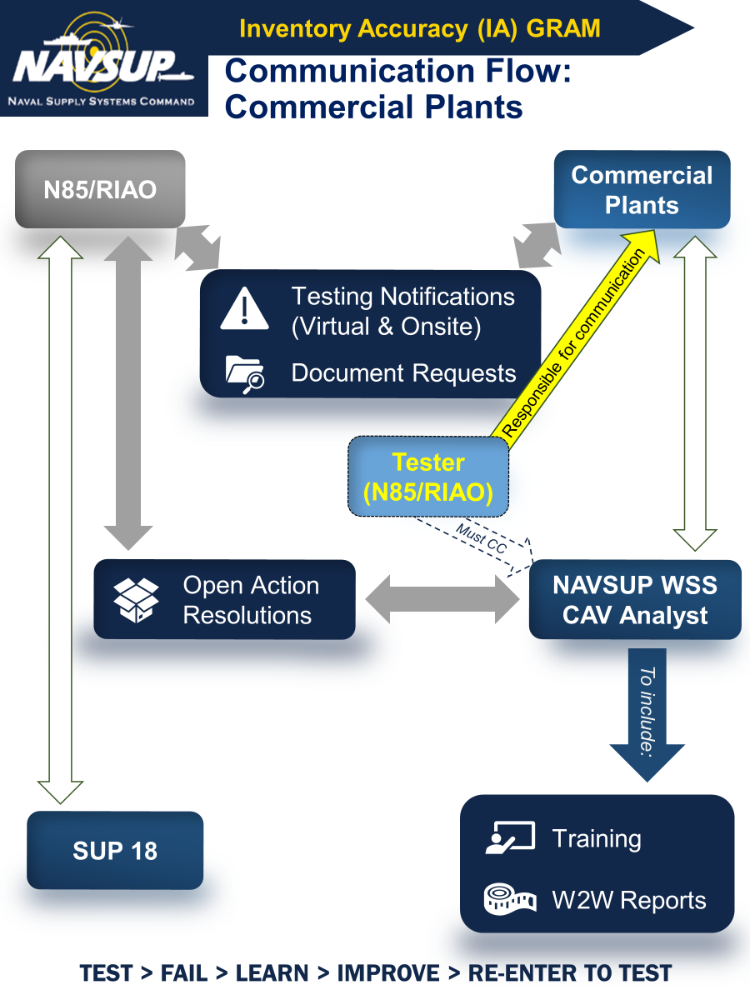 Inventory Accuracy (IA) GRAM
NAVSUP
NAVAL SUPPLY SYSTEMS COMMAND
Communication Flow:
Commercial Plants
N85/RIAO
Commercial
Plants
Testing Notifications
(Virtual & Onsite)
Document Requests
Responsible for communication
Tester
(N85/RIAO)
Must CC
Open Action
Resolutions
NAVSUP WSS
CAV Analyst
To include:
SUP 18
Training
W2W Reports
TEST > FAIL > LEARN > IMPROVE > RE-ENTER TO TEST